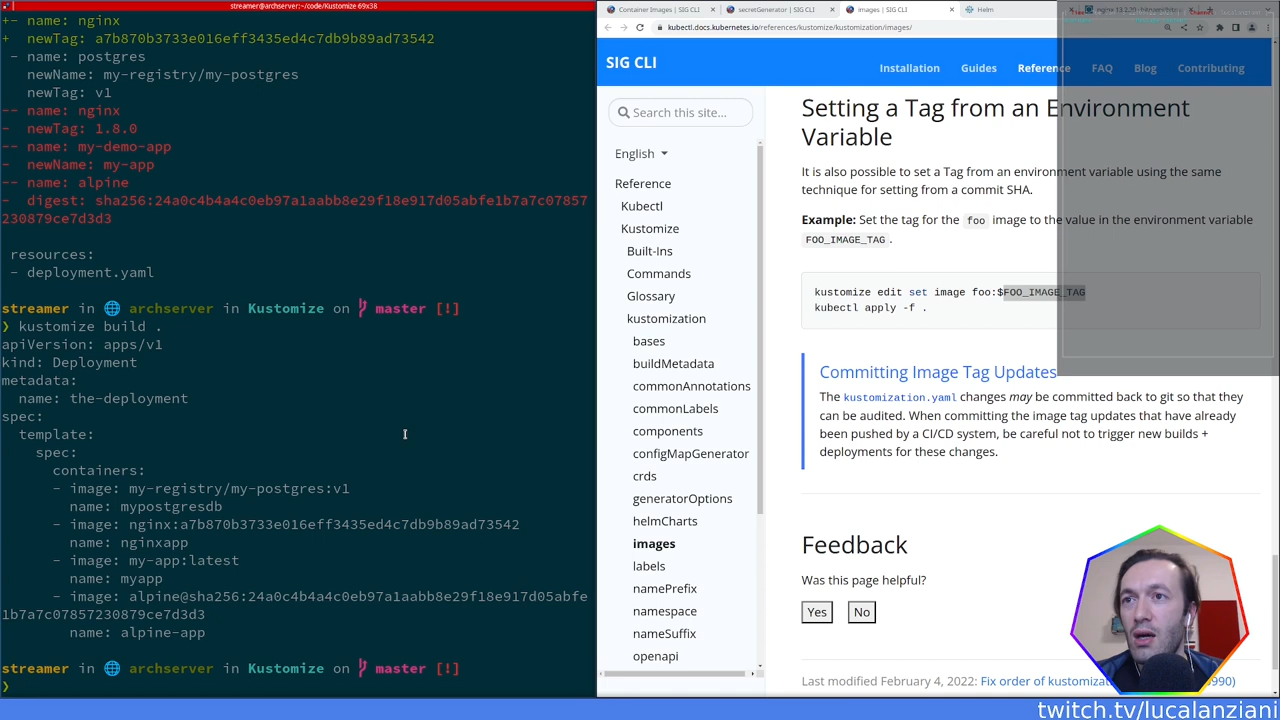 streamer@archserver:~/code/Kustomize 69x38
+- name: nginx
+  newTag: a7b870b3733e016eff3435ed4c7db9b89ad73542
 - name: postgres
   newName: my-registry/my-postgres
   newTag: v1
-- name: nginx
-  newTag: 1.8.0
-- name: my-demo-app
-  newName: my-app
-- name: alpine
-  digest: sha256:24a0c4b4a4c0eb97a1aabb8e29f18e917d05abfe1b7a7c07857
230879ce7d3d3
 resources:
 - deployment.yaml
streamer in archserver in Kustomize on master [!]
❯ kustomize build .
apiVersion: apps/v1
kind: Deployment
metadata:
  name: the-deployment
spec:
  template:
    spec:
      containers:
      - image: my-registry/my-postgres:v1
        name: mypostgresdb
      - image: nginx:a7b870b3733e016eff3435ed4c7db9b89ad73542
        name: nginxapp
      - image: my-app:latest
        name: myapp
      - image: alpine@sha256:24a0c4b4a4c0eb97a1aabb8e29f18e917d05abfe
1b7a7c07857230879ce7d3d3
        name: alpine-app
streamer in archserver in Kustomize on master [!]
❯
Container Images | SIG CLI
secretGenerator | SIG CLI
images | SIG CLI
Helm
kubectl.docs.kubernetes.io/references/kustomize/kustomization/images/
SIG CLI
Installation Guides Reference FAQ Blog Contributing
Search this site…
English
Reference
Kubectl
Kustomize
Built-Ins
Commands
Glossary
kustomization
bases
buildMetadata
commonAnnotations
commonLabels
components
configMapGenerator
crds
generatorOptions
helmCharts
images
labels
namePrefix
namespace
nameSuffix
openapi
Setting a Tag from an Environment
Variable
It is also possible to set a Tag from an environment variable using the same
technique for setting from a commit SHA.
Example: Set the tag for the foo image to the value in the environment variable
FOO_IMAGE_TAG .
kustomize edit set image foo:$FOO_IMAGE_TAG
kubectl apply -f .
Committing Image Tag Updates
The kustomization.yaml changes may be committed back to git so that they
can be audited. When committing the image tag updates that have already
been pushed by a CI/CD system, be careful not to trigger new builds +
deployments for these changes.
Feedback
Was this page helpful?
Yes No
Last modified February 4, 2022: Fix order of kustomizat
990)
twitch.tv/lucalanziani